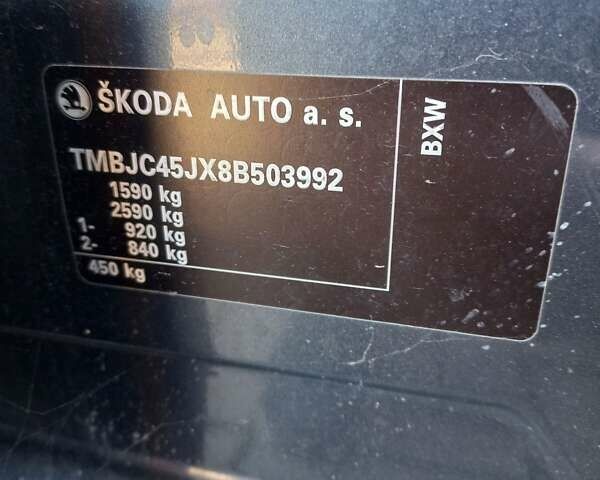 ŠKODA AUTO a. s.
TMBJC45JX8B503992
1590 kg
2590 kg
1- 920 kg
2- 840 kg
450 kg
BXW